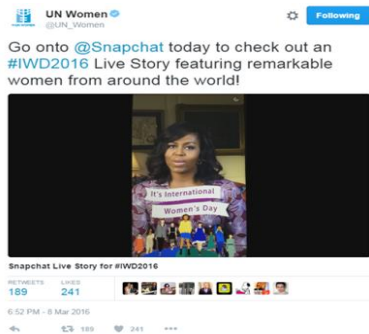 UN Women
@UN_Women
Following
Go onto @Snapchat today to check out an
#IWD2016 Live Story featuring remarkable
women from around the world!
It's International
Women's Day
Snapchat Live Story for #IWD2016
RETWEETS LIKES
189 241
6:52 PM - 8 Mar 2016
189 241